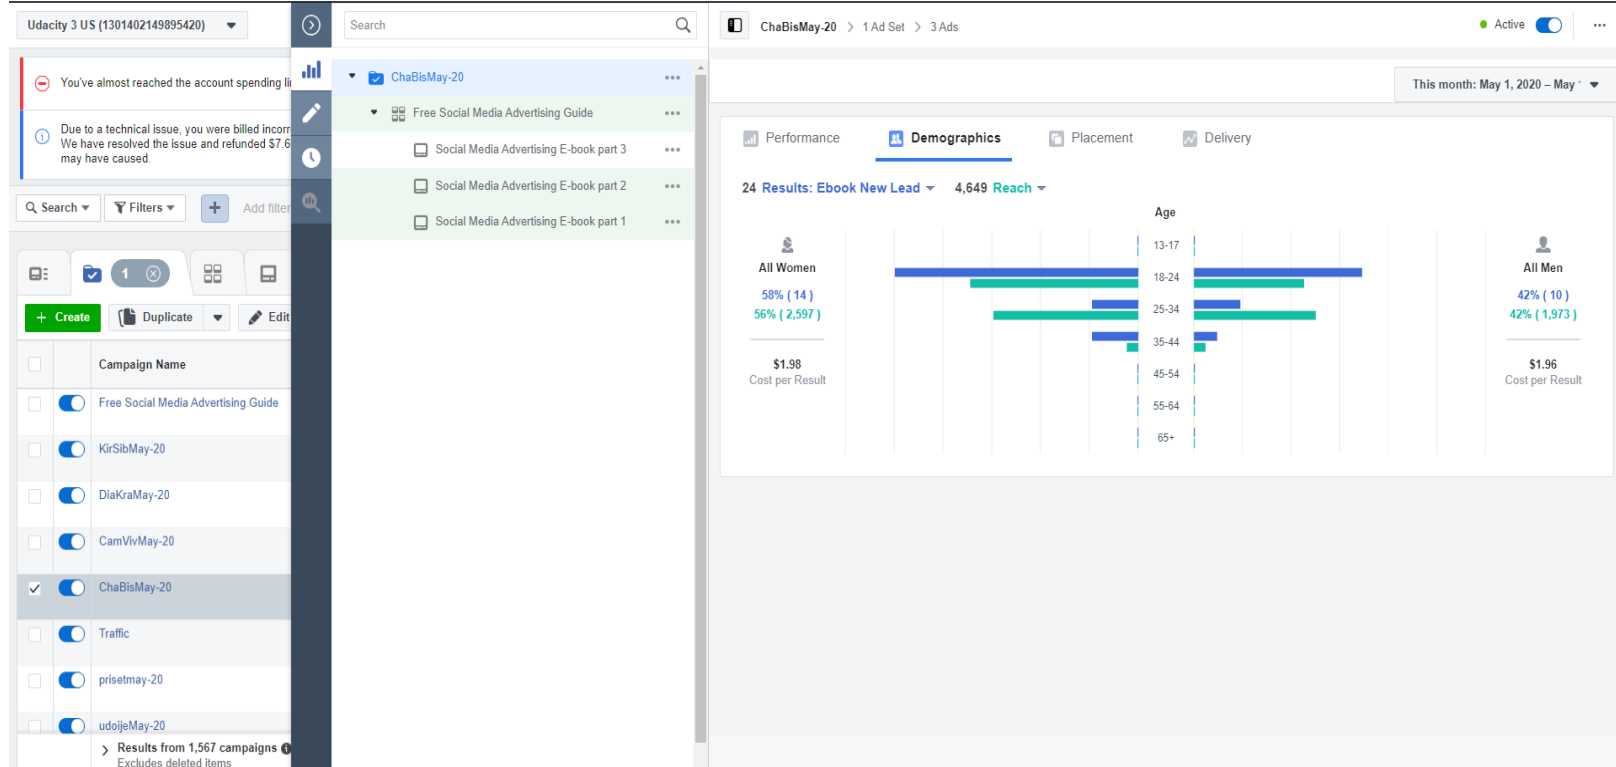 Udacity 3 US (1301402149895420)
You've almost reached the account spending li
Due to a technical issue, you were billed incorr
We have resolved the issue and refunded $7.6
may have caused.
Search
Filters
+
Add filter
1
+ Create
Duplicate
Edit
Campaign Name
Free Social Media Advertising Guide
KirSibMay-20
DiaKraMay-20
CamVivMay-20
ChaBisMay-20
Traffic
prisetmay-20
udoijeMay-20
Results from 1,567 campaigns
Excludes deleted items
Search
ChaBisMay-20
Free Social Media Advertising Guide
Social Media Advertising E-book part 3
Social Media Advertising E-book part 2
Social Media Advertising E-book part 1
ChaBisMay-20 > 1 Ad Set > 3 Ads
Active
This month: May 1, 2020 – May
Performance
Demographics
Placement
Delivery
24 Results: Ebook New Lead
4,649 Reach
Age
All Women
58% ( 14 )
56% ( 2,597 )
$1.98
Cost per Result
13-17
18-24
25-34
35-44
45-54
55-64
65+
All Men
42% ( 10 )
42% ( 1,973 )
$1.96
Cost per Result